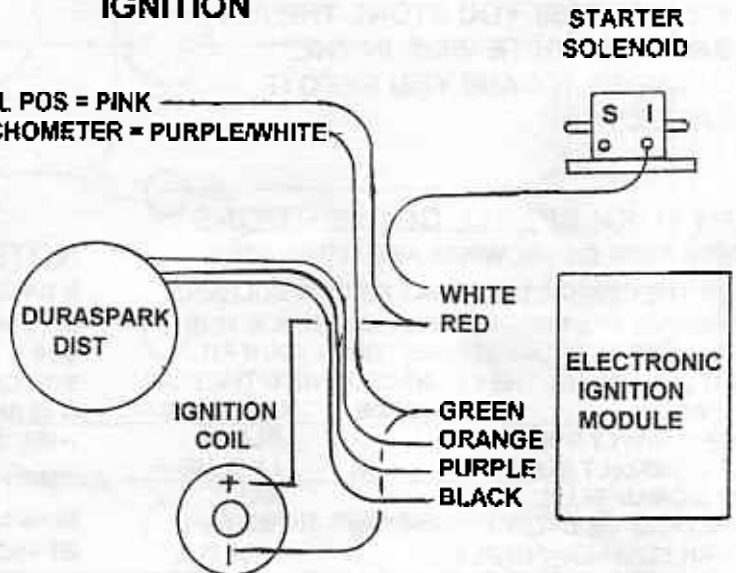 IGNITION
STARTER
SOLENOID
L POS = PINK
CHOMETER = PURPLE/WHITE
S I
DURASPARK
DIST
WHITE
RED
ELECTRONIC
IGNITION
MODULE
IGNITION
COIL
GREEN
ORANGE
PURPLE
BLACK
+
-